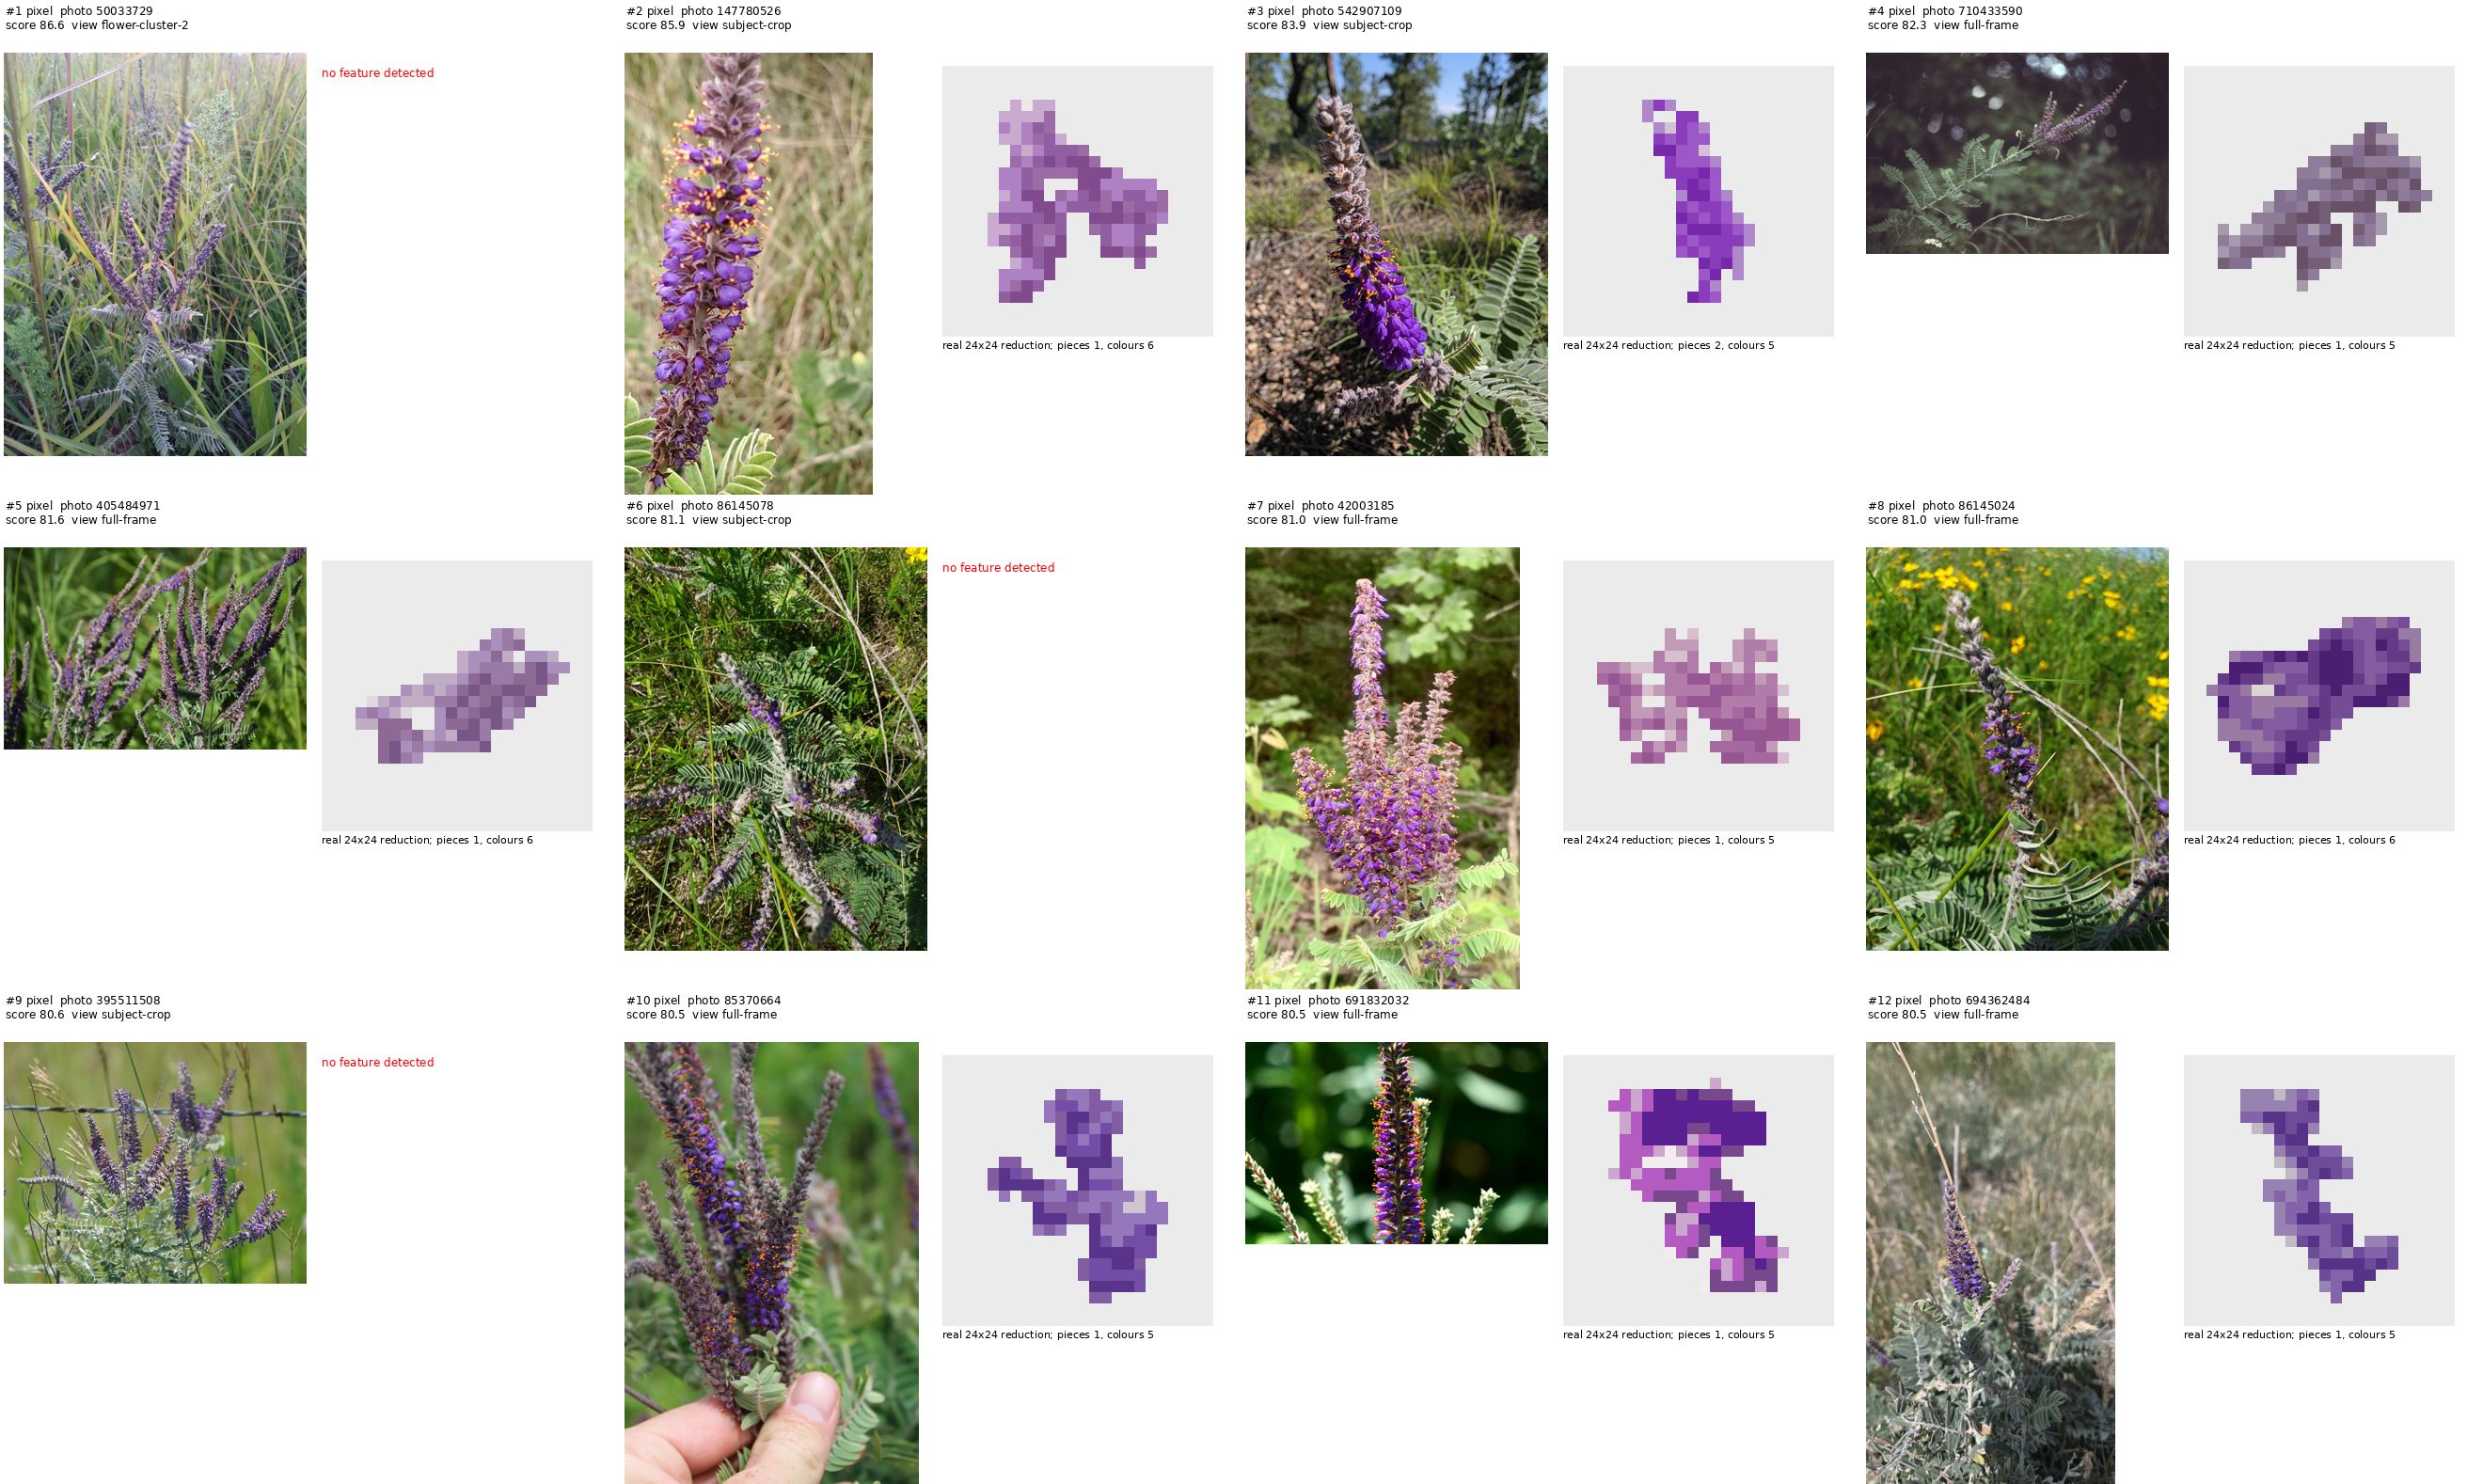 #1 pixel  photo 50033729
score 86.6  view flower-cluster-2
no feature detected
#2 pixel  photo 147780526
score 85.9  view subject-crop
real 24x24 reduction; pieces 1, colours 6
#3 pixel  photo 542907109
score 83.9  view subject-crop
real 24x24 reduction; pieces 2, colours 5
#4 pixel  photo 710433590
score 82.3  view full-frame
real 24x24 reduction; pieces 1, colours 5
#5 pixel  photo 405484971
score 81.6  view full-frame
real 24x24 reduction; pieces 1, colours 6
#6 pixel  photo 86145078
score 81.1  view subject-crop
no feature detected
#7 pixel  photo 42003185
score 81.0  view full-frame
real 24x24 reduction; pieces 1, colours 5
#8 pixel  photo 86145024
score 81.0  view full-frame
real 24x24 reduction; pieces 1, colours 6
#9 pixel  photo 395511508
score 80.6  view subject-crop
no feature detected
#10 pixel  photo 85370664
score 80.5  view full-frame
real 24x24 reduction; pieces 1, colours 5
#11 pixel  photo 691832032
score 80.5  view full-frame
real 24x24 reduction; pieces 1, colours 5
#12 pixel  photo 694362484
score 80.5  view full-frame
real 24x24 reduction; pieces 1, colours 5